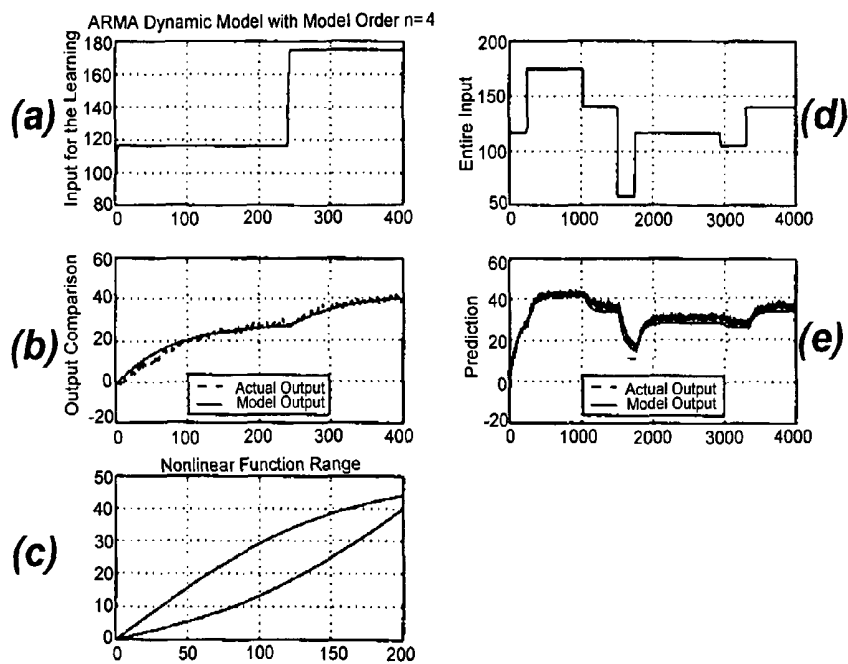 ARMA Dynamic Model with Model Order n=4
(a)
Input for the Learning
180
160
140
120
100
80
0 100 200 300 400
(d)
Entire Input
200
150
100
50
0 1000 2000 3000 4000
(b)
Output Comparison
60
40
20
0
-20
Actual Output
Model Output
0 100 200 300 400
(e)
Prediction
60
40
20
0
-20
Actual Output
Model Output
0 1000 2000 3000 4000
(c)
Nonlinear Function Range
50
40
30
20
10
0
0 50 100 150 200